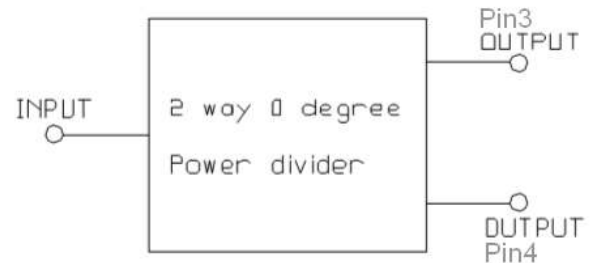 Pin3
OUTPUT
INPUT
2 way 0 degree
Power divider
OUTPUT
Pin4